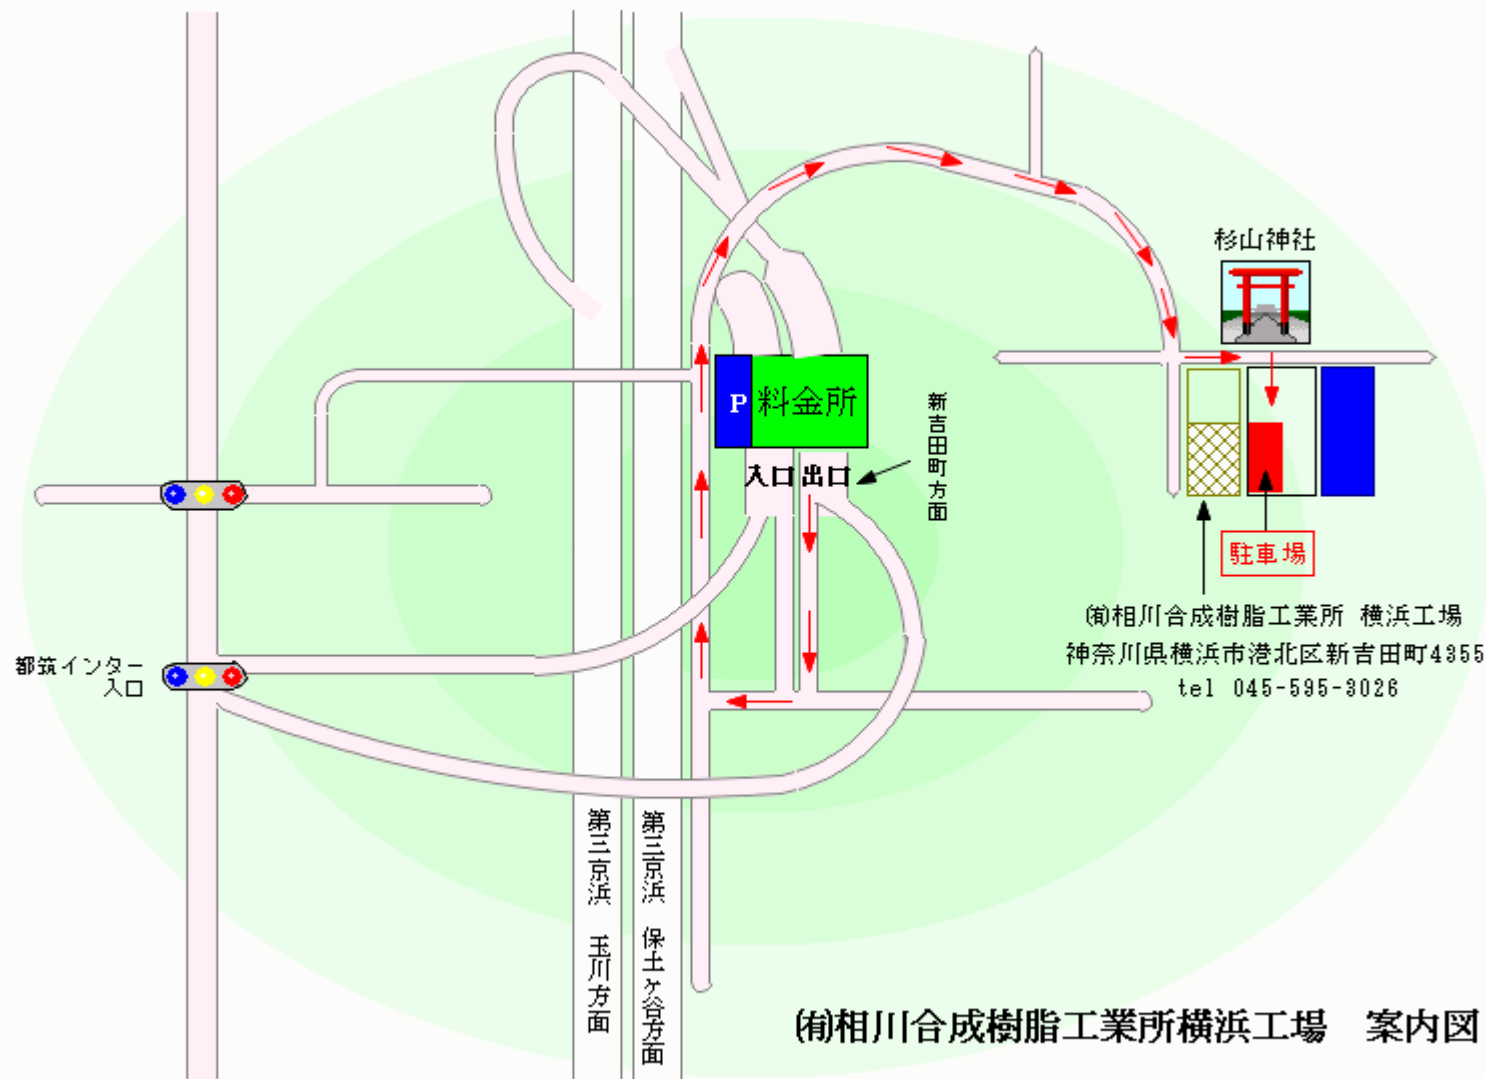 杉山神社
P 料金所
新吉田町方面
入口 出口
駐車場
㈲相川合成樹脂工業所 横浜工場
神奈川県横浜市港北区新吉田町4355
tel 045-595-3026
都筑インター
入口
第三京浜 玉川方面
第三京浜 保土ヶ谷方面
㈲相川合成樹脂工業所横浜工場 案内図